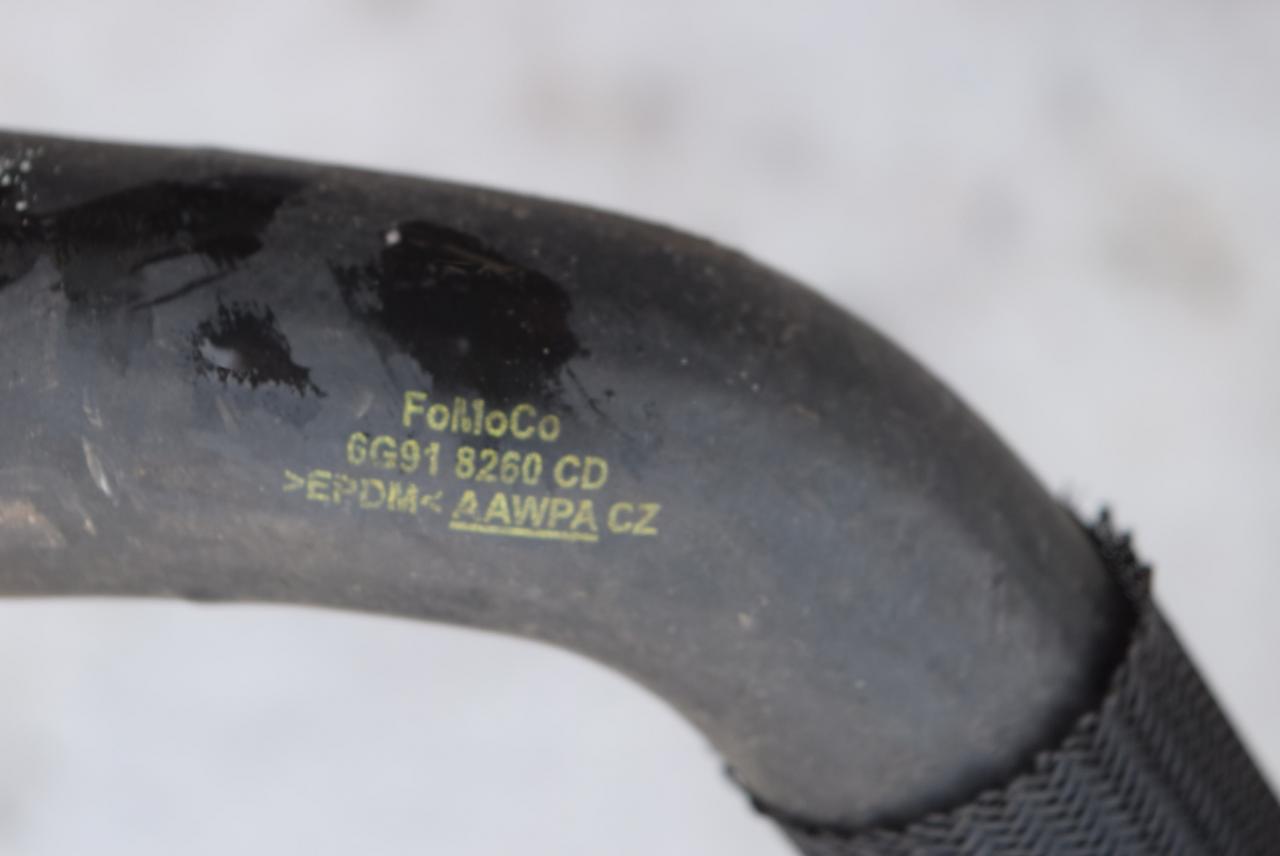 FoMoCo
6G91 8260 CD
>EPDM< AAWPA CZ